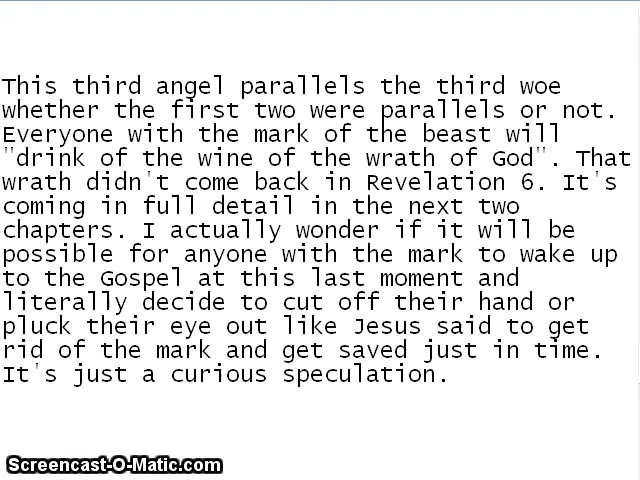 This third angel parallels the third woe
whether the first two were parallels or not.
Everyone with the mark of the beast will
"drink of the wine of the wrath of God". That
wrath didn't come back in Revelation 6. It's
coming in full detail in the next two
chapters. I actually wonder if it will be
possible for anyone with the mark to wake up
to the Gospel at this last moment and
literally decide to cut off their hand or
pluck their eye out like Jesus said to get
rid of the mark and get saved just in time.
It's just a curious speculation.
Screencast-O-Matic.com